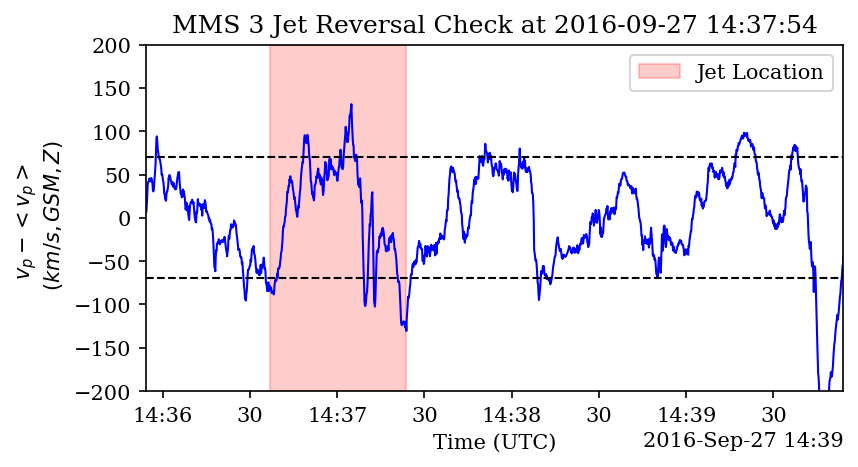 MMS 3 Jet Reversal Check at 2016-09-27 14:37:54
200
150
100
50
0
−50
−100
−150
−200
v_p − < v_p >
(km/s, GSM, Z)
Jet Location
14:36 30 14:37 30 14:38 30 14:39 30
Time (UTC)
2016-Sep-27 14:39